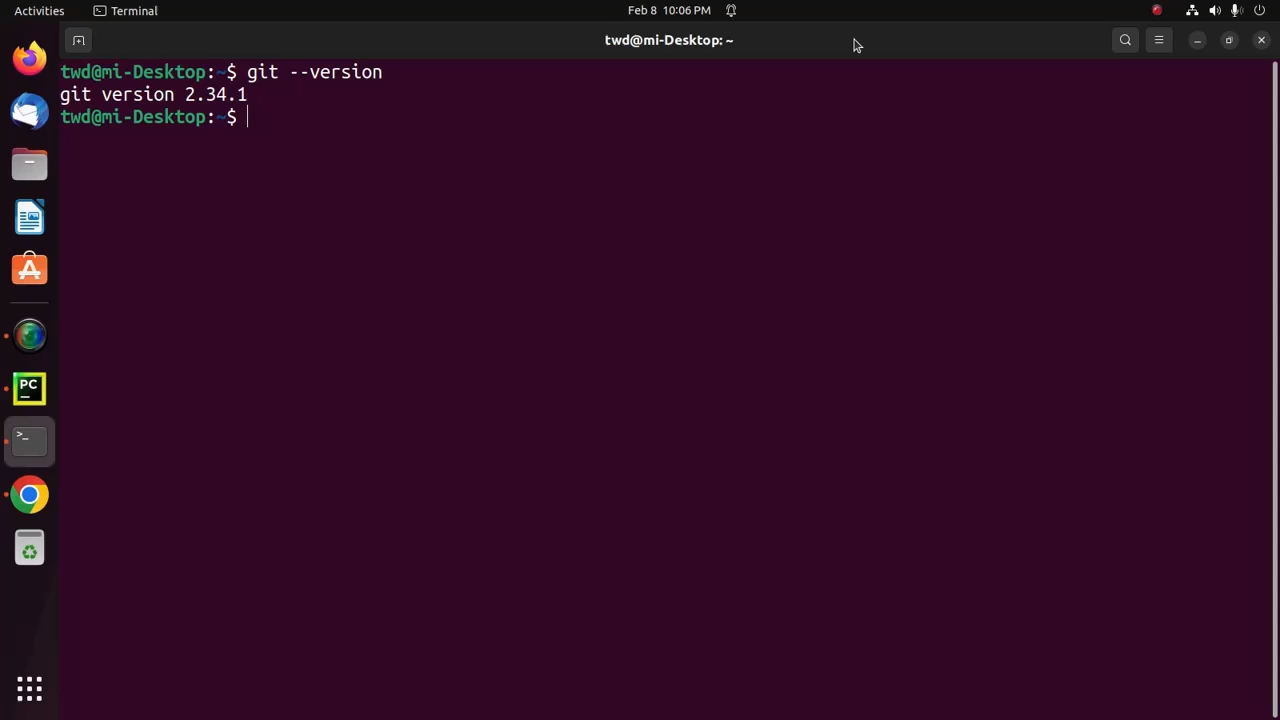 Activities Terminal Feb 8 10:06 PM
twd@mi-Desktop: ~
twd@mi-Desktop:~$ git --version
git version 2.34.1
twd@mi-Desktop:~$
PC
>_